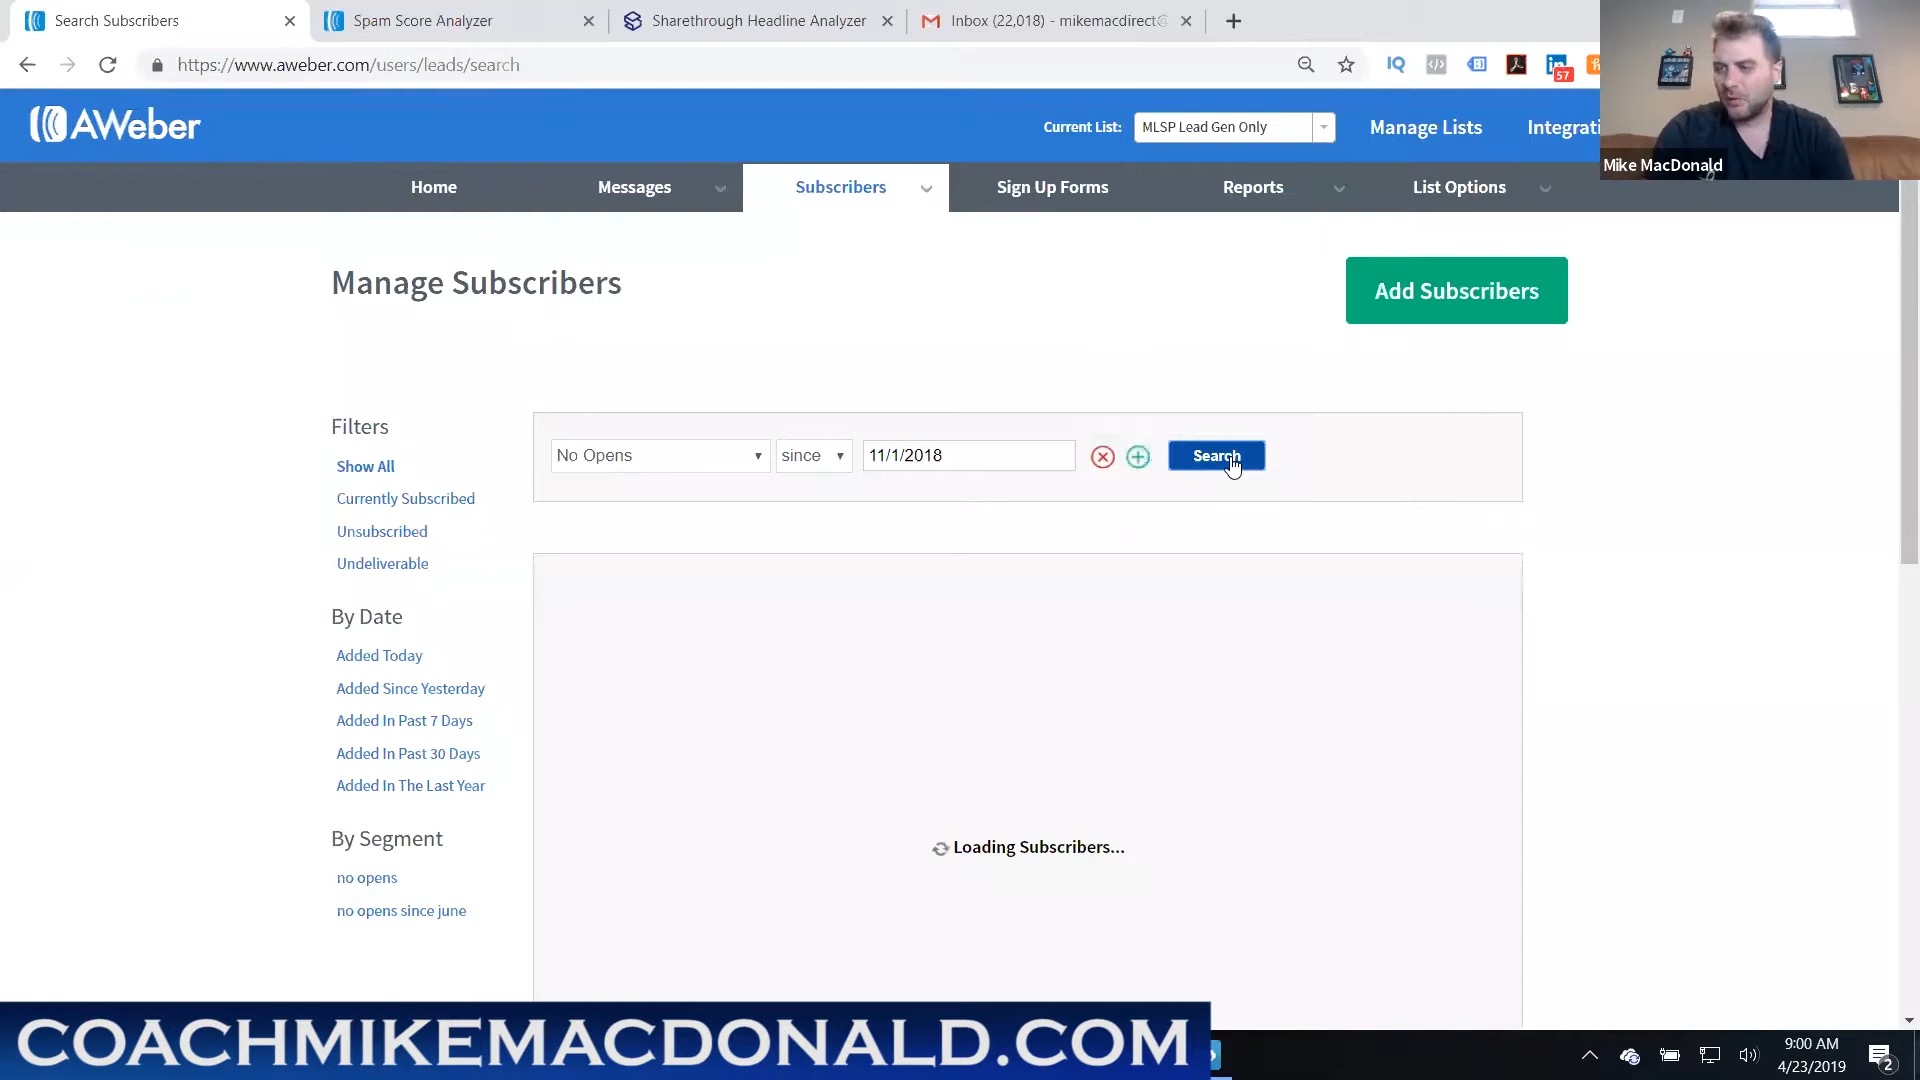 Search Subscribers
Spam Score Analyzer
Sharethrough Headline Analyzer
Inbox (22,018) - mikemacdirect@
https://www.aweber.com/users/leads/search
IQ
57
AWeber
Current List:
MLSP Lead Gen Only
Manage Lists
Integrati
Mike MacDonald
Home
Messages
Subscribers
Sign Up Forms
Reports
List Options
Manage Subscribers
Add Subscribers
Filters
Show All
Currently Subscribed
Unsubscribed
Undeliverable
No Opens
since
11/1/2018
Search
By Date
Added Today
Added Since Yesterday
Added In Past 7 Days
Added In Past 30 Days
Added In The Last Year
Loading Subscribers...
By Segment
no opens
no opens since june
COACHMIKEMACDONALD.COM
9:00 AM
4/23/2019
2